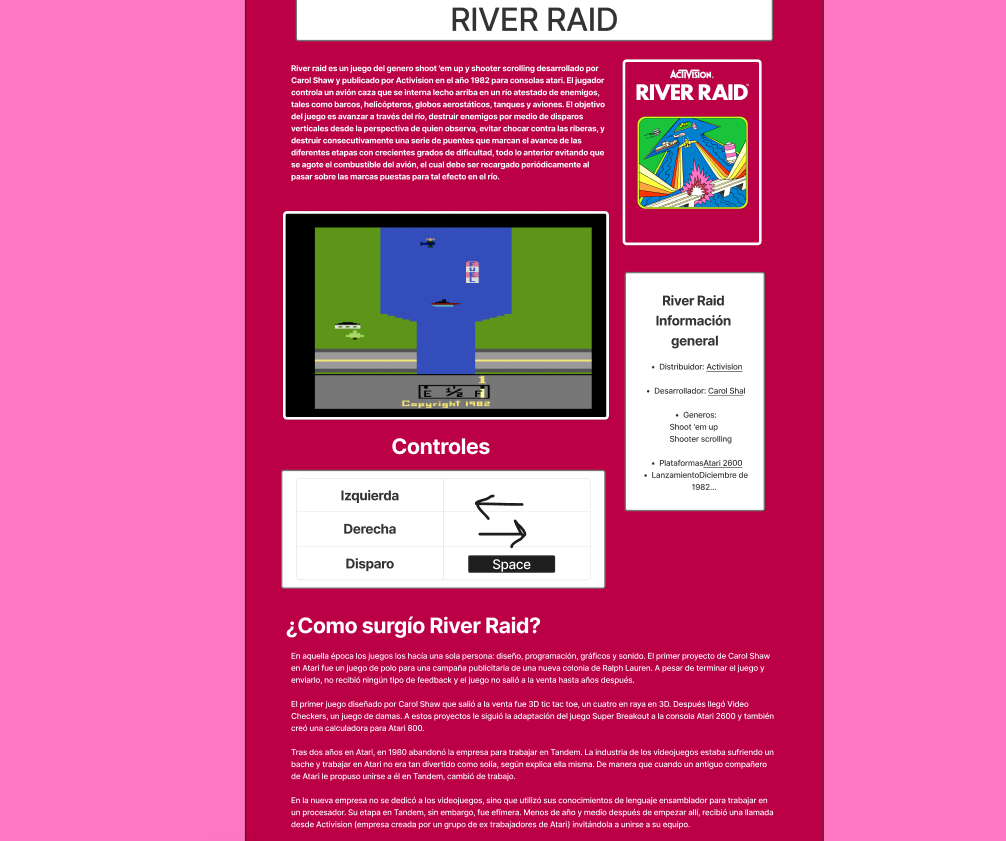 RIVER RAID
River raid es un juego del genero shoot 'em up y shooter scrolling desarrollado por
Carol Shaw y publicado por Activision en el año 1982 para consolas atari. El jugador
controla un avión caza que se interna lecho arriba en un río atestado de enemigos,
tales como barcos, helicópteros, globos aerostáticos, tanques y aviones. El objetivo
del juego es avanzar a través del río, destruir enemigos por medio de disparos
verticales desde la perspectiva de quien observa, evitar chocar contra las riberas, y
destruir consecutivamente una serie de puentes que marcan el avance de las
diferentes etapas con crecientes grados de dificultad, todo lo anterior evitando que
se agote el combustible del avión, el cual debe ser recargado periódicamente al
pasar sobre las marcas puestas para tal efecto en el río.
ACTIVISION.
RIVER RAID
FUEL
1
E ½ F
Copyright 1982
River Raid
Información
general
• Distribuidor: Activision
• Desarrollador: Carol Shal
• Generos:
Shoot 'em up
Shooter scrolling
• PlataformasAtari 2600
• LanzamientoDiciembre de
1982...
Controles
Izquierda
Derecha
Disparo Space
¿Como surgío River Raid?
En aquella época los juegos los hacía una sola persona: diseño, programación, gráficos y sonido. El primer proyecto de Carol Shaw
en Atari fue un juego de polo para una campaña publicitaria de una nueva colonia de Ralph Lauren. A pesar de terminar el juego y
enviarlo, no recibió ningún tipo de feedback y el juego no salió a la venta hasta años después.
El primer juego diseñado por Carol Shaw que salió a la venta fue 3D tic tac toe, un cuatro en raya en 3D. Después llegó Video
Checkers, un juego de damas. A estos proyectos le siguió la adaptación del juego Super Breakout a la consola Atari 2600 y también
creó una calculadora para Atari 800.
Tras dos años en Atari, en 1980 abandonó la empresa para trabajar en Tandem. La industria de los videojuegos estaba sufriendo un
bache y trabajar en Atari no era tan divertido como solía, según explica ella misma. De manera que cuando un antiguo compañero
de Atari le propuso unirse a él en Tandem, cambió de trabajo.
En la nueva empresa no se dedicó a los videojuegos, sino que utilizó sus conocimientos de lenguaje ensamblador para trabajar en
un procesador. Su etapa en Tandem, sin embargo, fue efímera. Menos de año y medio después de empezar allí, recibió una llamada
desde Activision (empresa creada por un grupo de ex trabajadores de Atari) invitándola a unirse a su equipo.